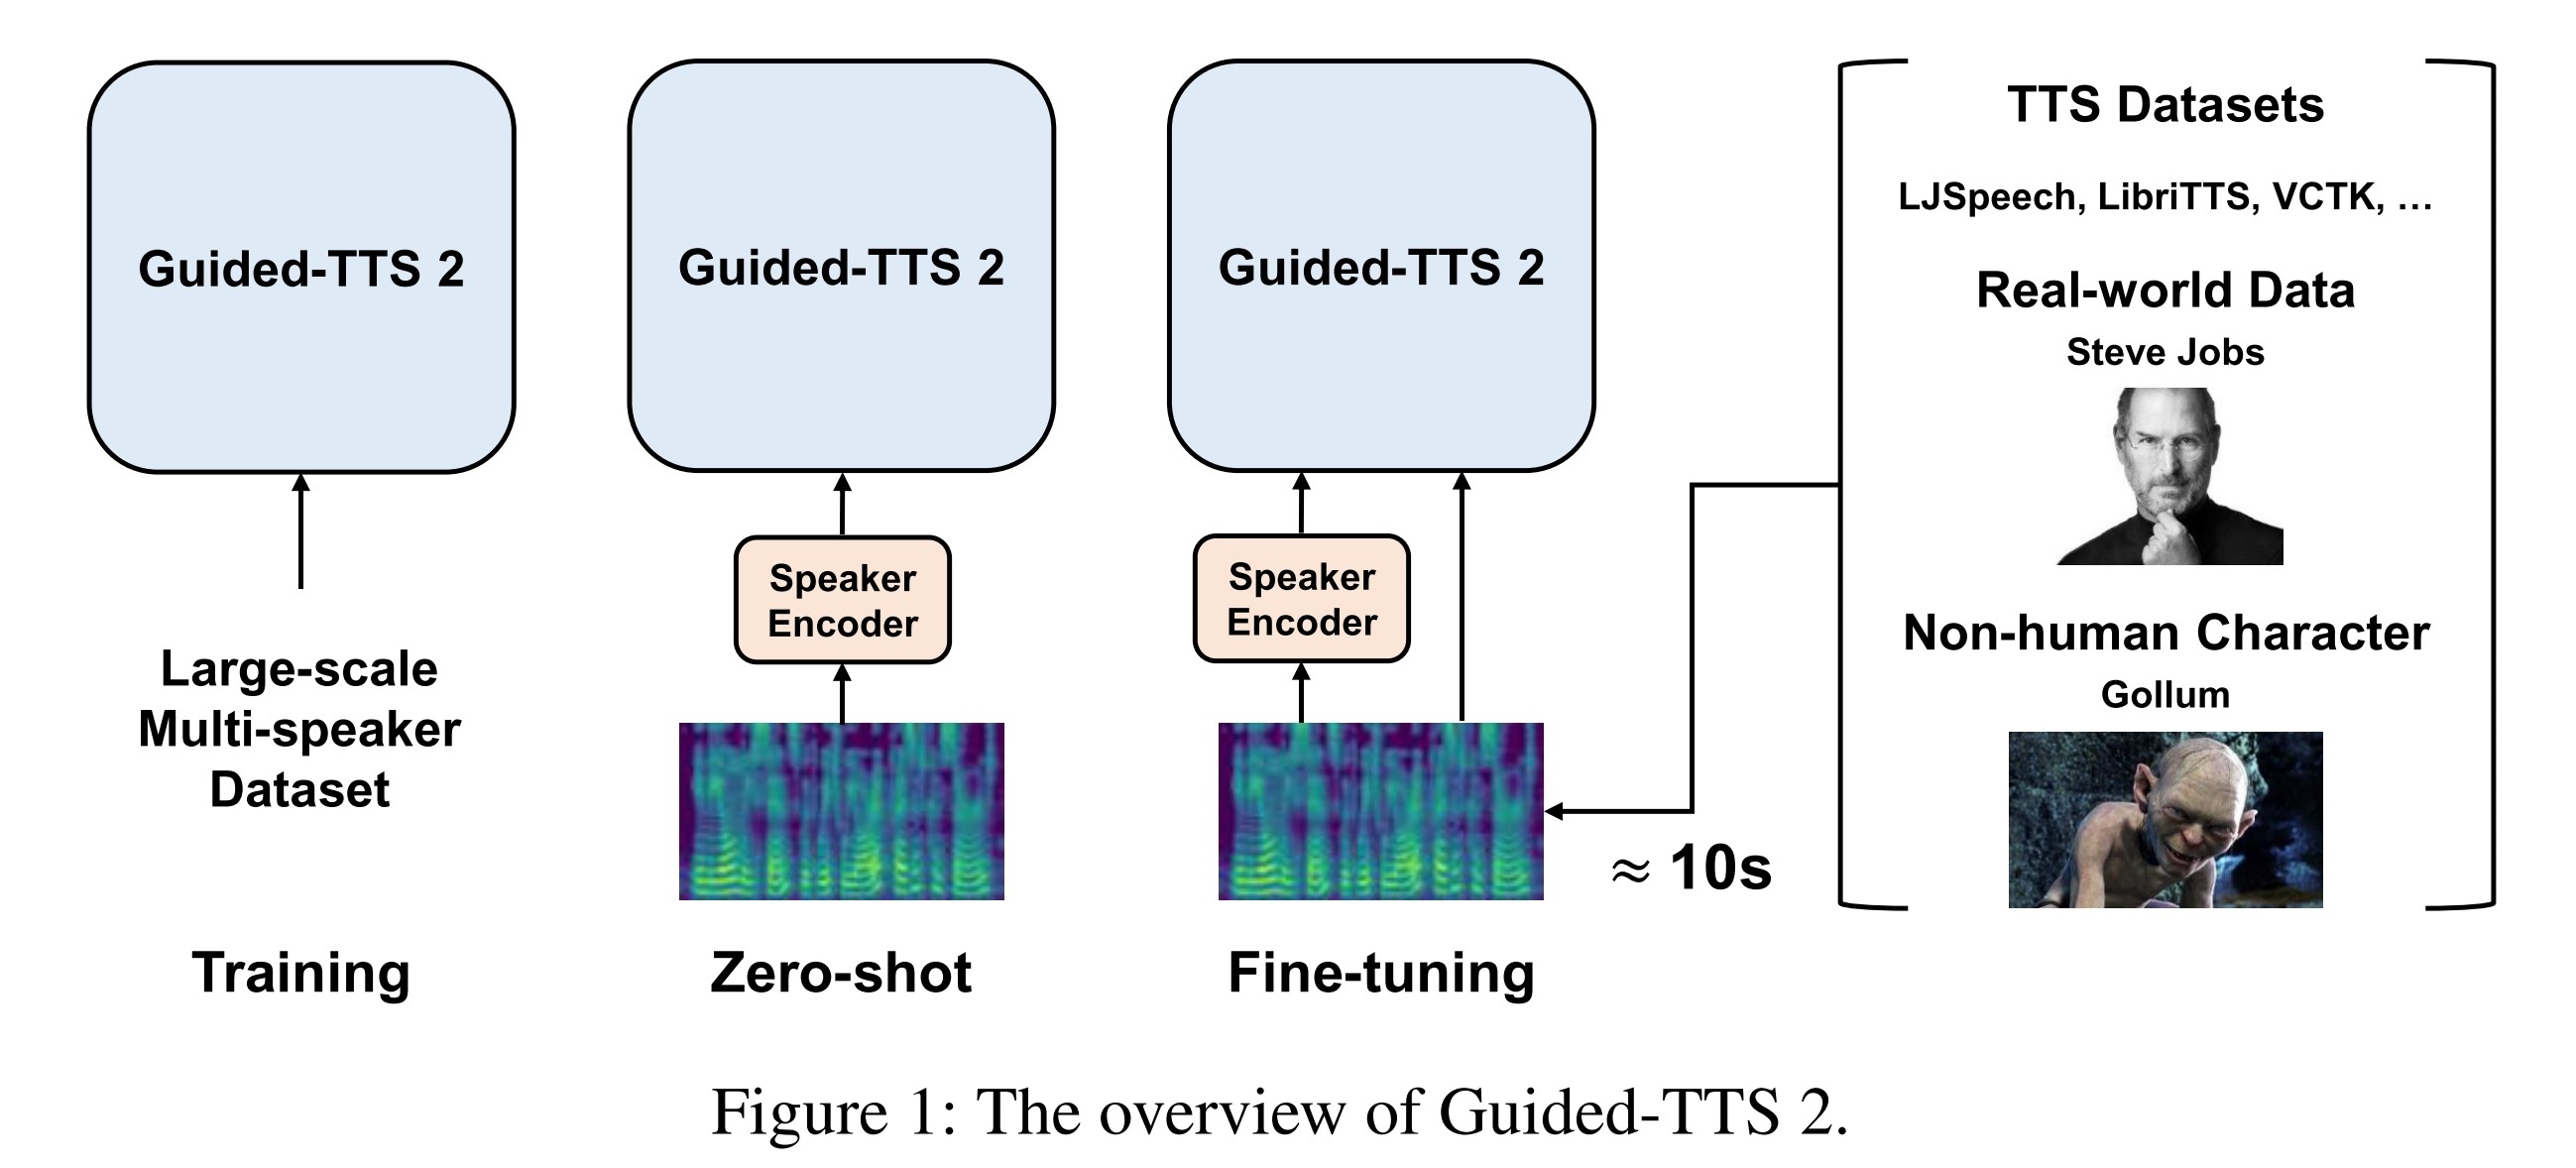 Guided-TTS 2
Large-scale
Multi-speaker
Dataset
Training
Guided-TTS 2
Speaker
Encoder
Zero-shot
Guided-TTS 2
Speaker
Encoder
Fine-tuning
≈ 10s
TTS Datasets
LJSpeech, LibriTTS, VCTK, …
Real-world Data
Steve Jobs
Non-human Character
Gollum
Figure 1: The overview of Guided-TTS 2.